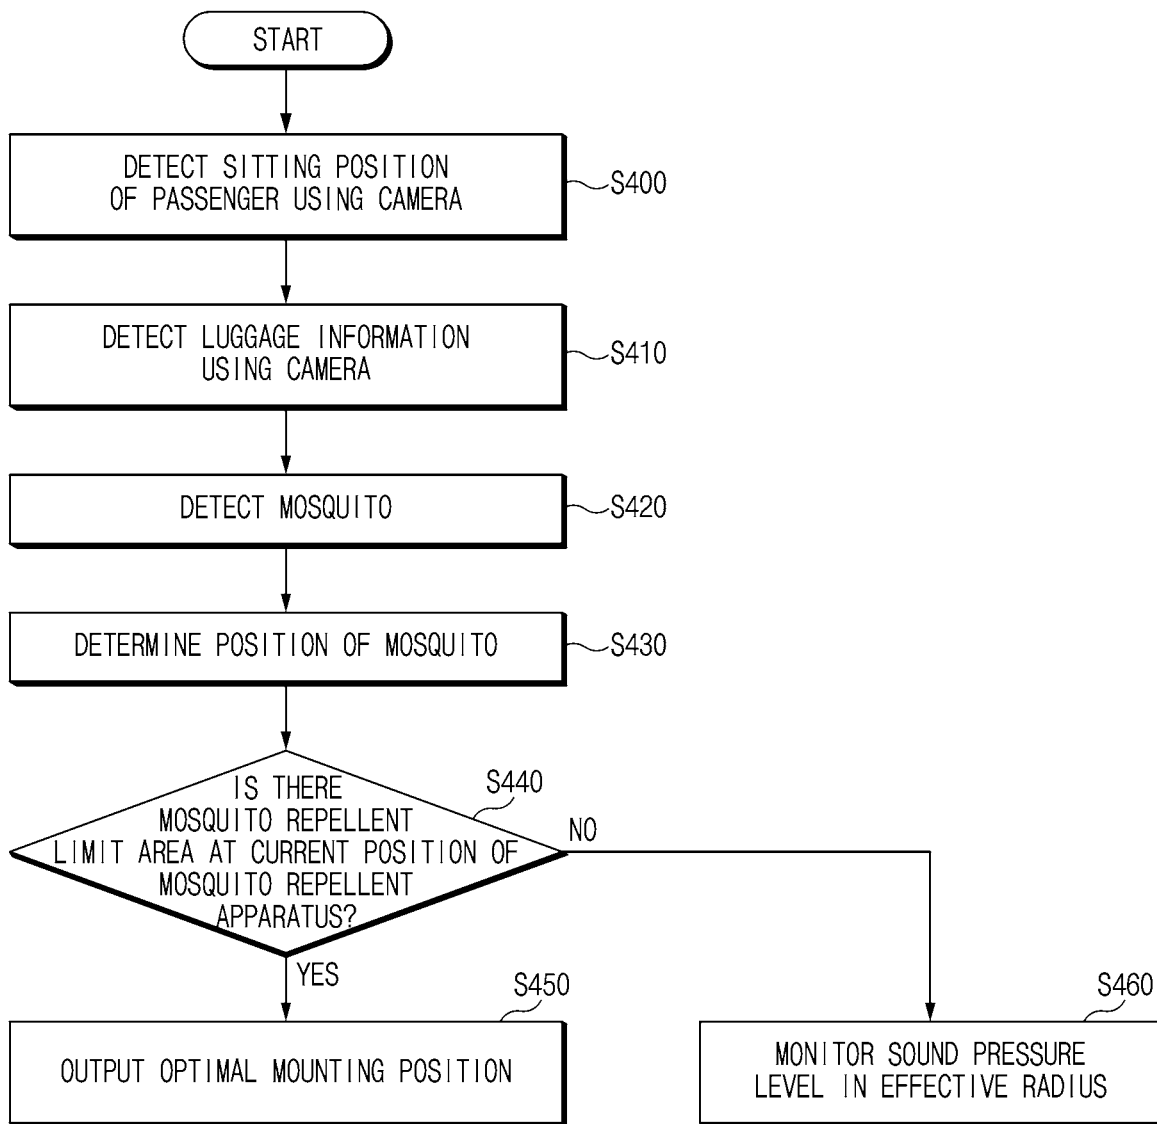 START
DETECT SITTING POSITION
OF PASSENGER USING CAMERA
S400
DETECT LUGGAGE INFORMATION
USING CAMERA
S410
DETECT MOSQUITO
S420
DETERMINE POSITION OF MOSQUITO
S430
IS THERE
MOSQUITO REPELLENT
LIMIT AREA AT CURRENT POSITION OF
MOSQUITO REPELLENT
APPARATUS?
S440
NO
YES
S450
OUTPUT OPTIMAL MOUNTING POSITION
S460
MONITOR SOUND PRESSURE
LEVEL IN EFFECTIVE RADIUS